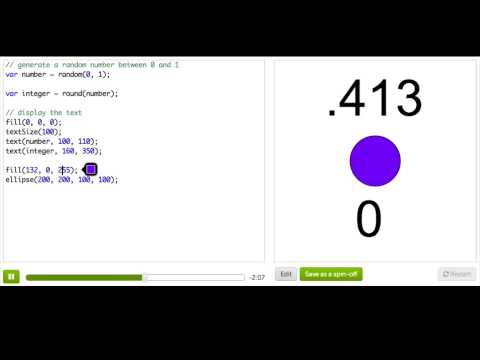 // generate a random number between 0 and 1
var number = random(0, 1);
var integer = round(number);
// display the text
fill(0, 0, 0);
textSize(100);
text(number, 100, 110);
text(integer, 160, 350);
fill(132, 0, 255);
ellipse(200, 200, 100, 100);
.413
0
-2:07
Edit
Save as a spin-off
Restart